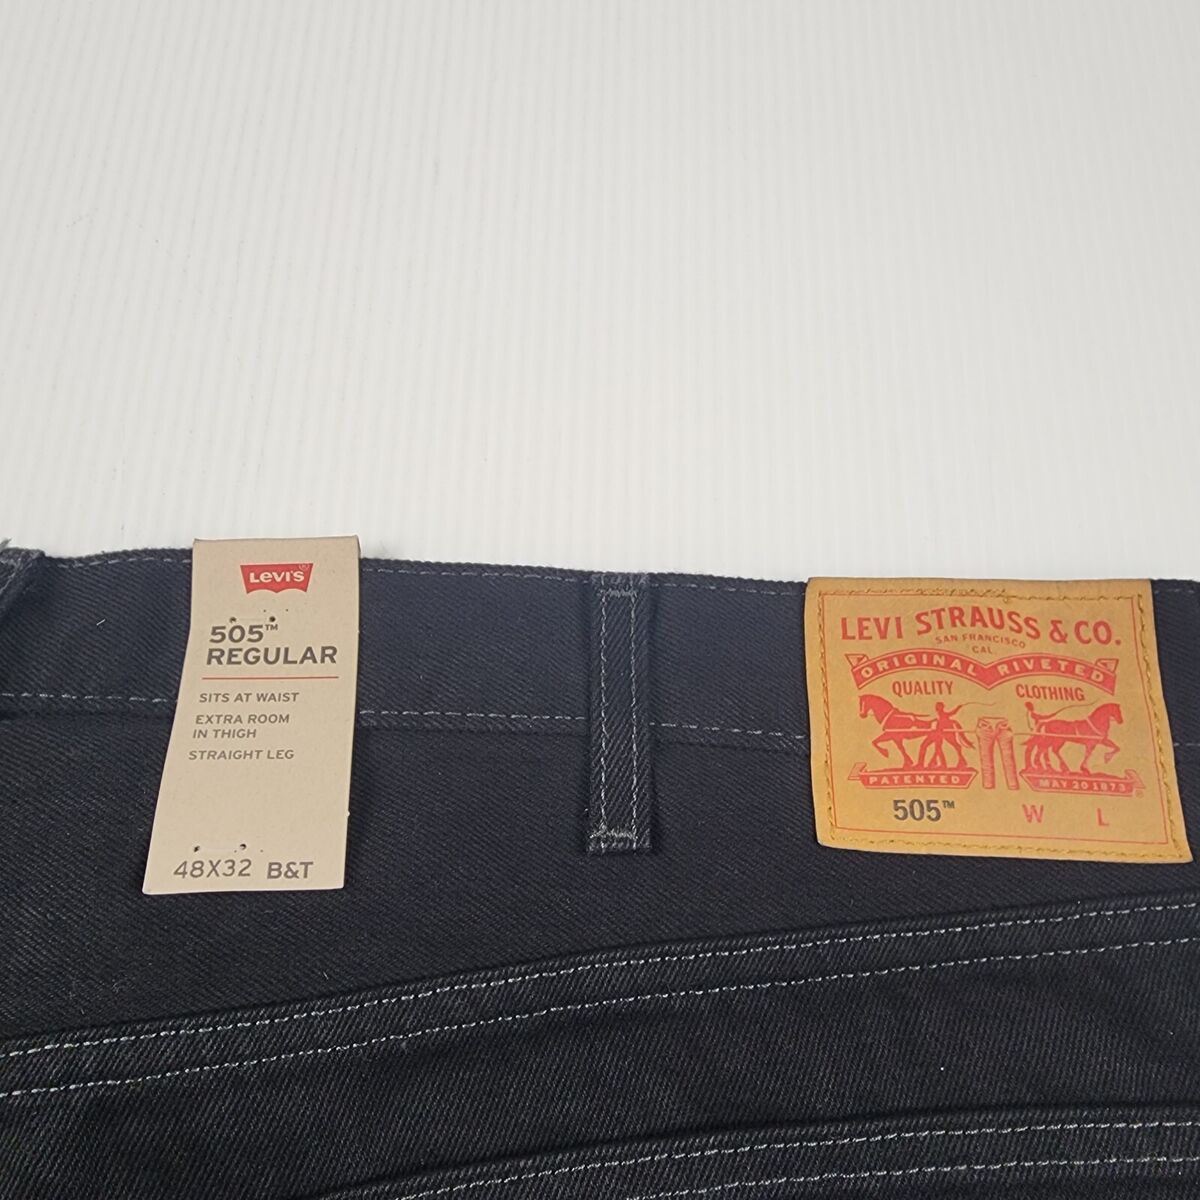 LEVI'S®
505™
REGULAR
SITS AT WAIST
EXTRA ROOM
IN THIGH
STRAIGHT LEG
48X32 B&T
LEVI STRAUSS & CO.
SAN FRANCISCO
CAL.
ORIGINAL RIVETED
QUALITY CLOTHING
PATENTED MAY 20 1873
®
505™ W L